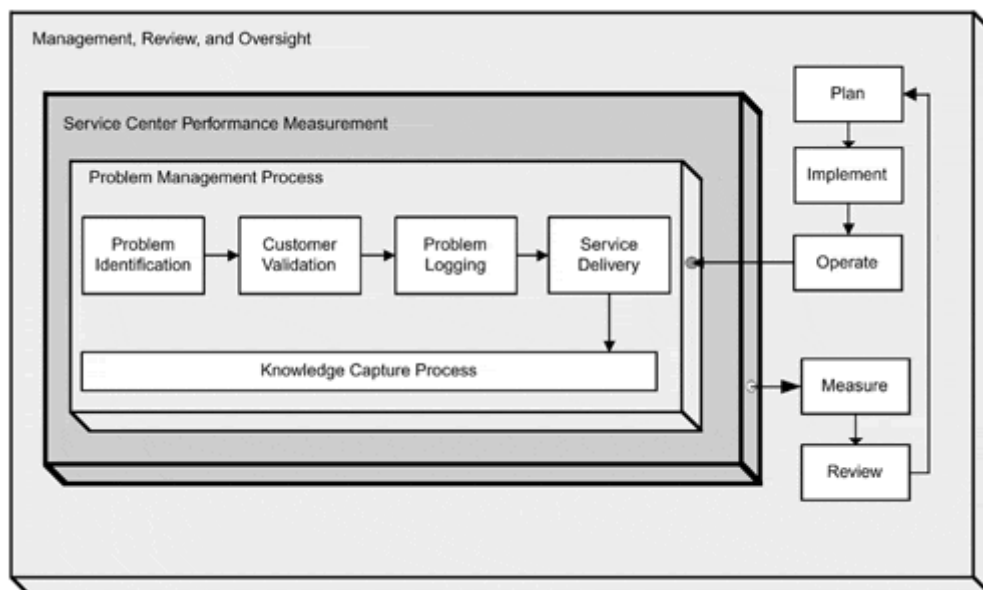 Management, Review, and Oversight
Plan
Service Center Performance Measurement
Problem Management Process
Implement
Problem
Identification
Customer
Validation
Problem
Logging
Service
Delivery
Operate
Knowledge Capture Process
Measure
Review